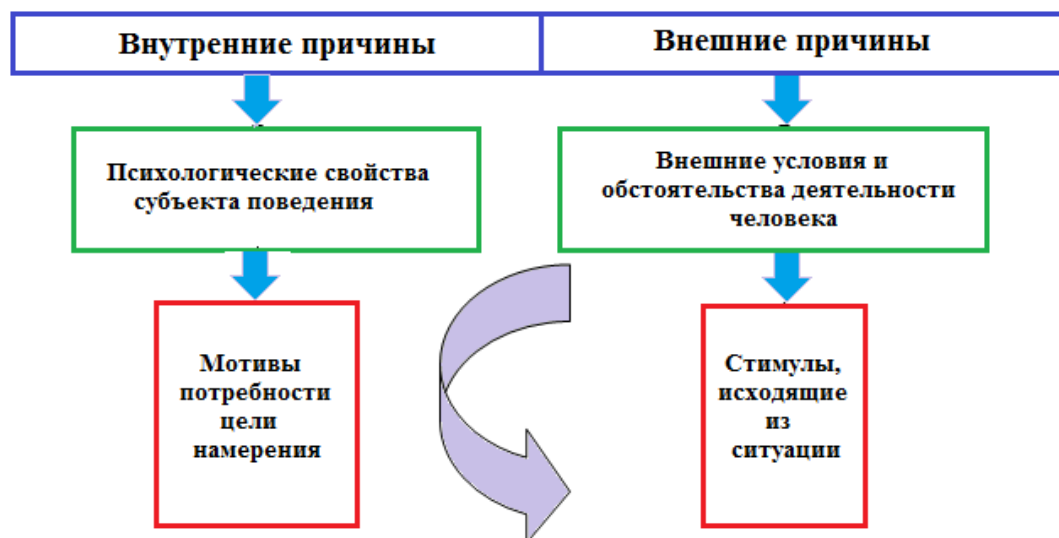 Внутренние причины
Внешние причины
Психологические свойства
субъекта поведения
Внешние условия и
обстоятельства деятельности
человека
Мотивы
потребности
цели
намерения
Стимулы,
исходящие
из
ситуации